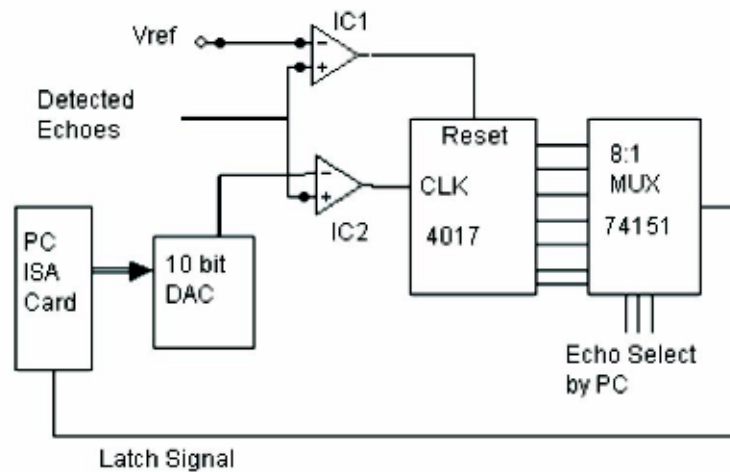 IC1
Vref
−
+
Detected
Echoes
Reset
CLK
4017
8:1
MUX
74151
−
+
IC2
PC
ISA
Card
10 bit
DAC
Echo Select
by PC
Latch Signal